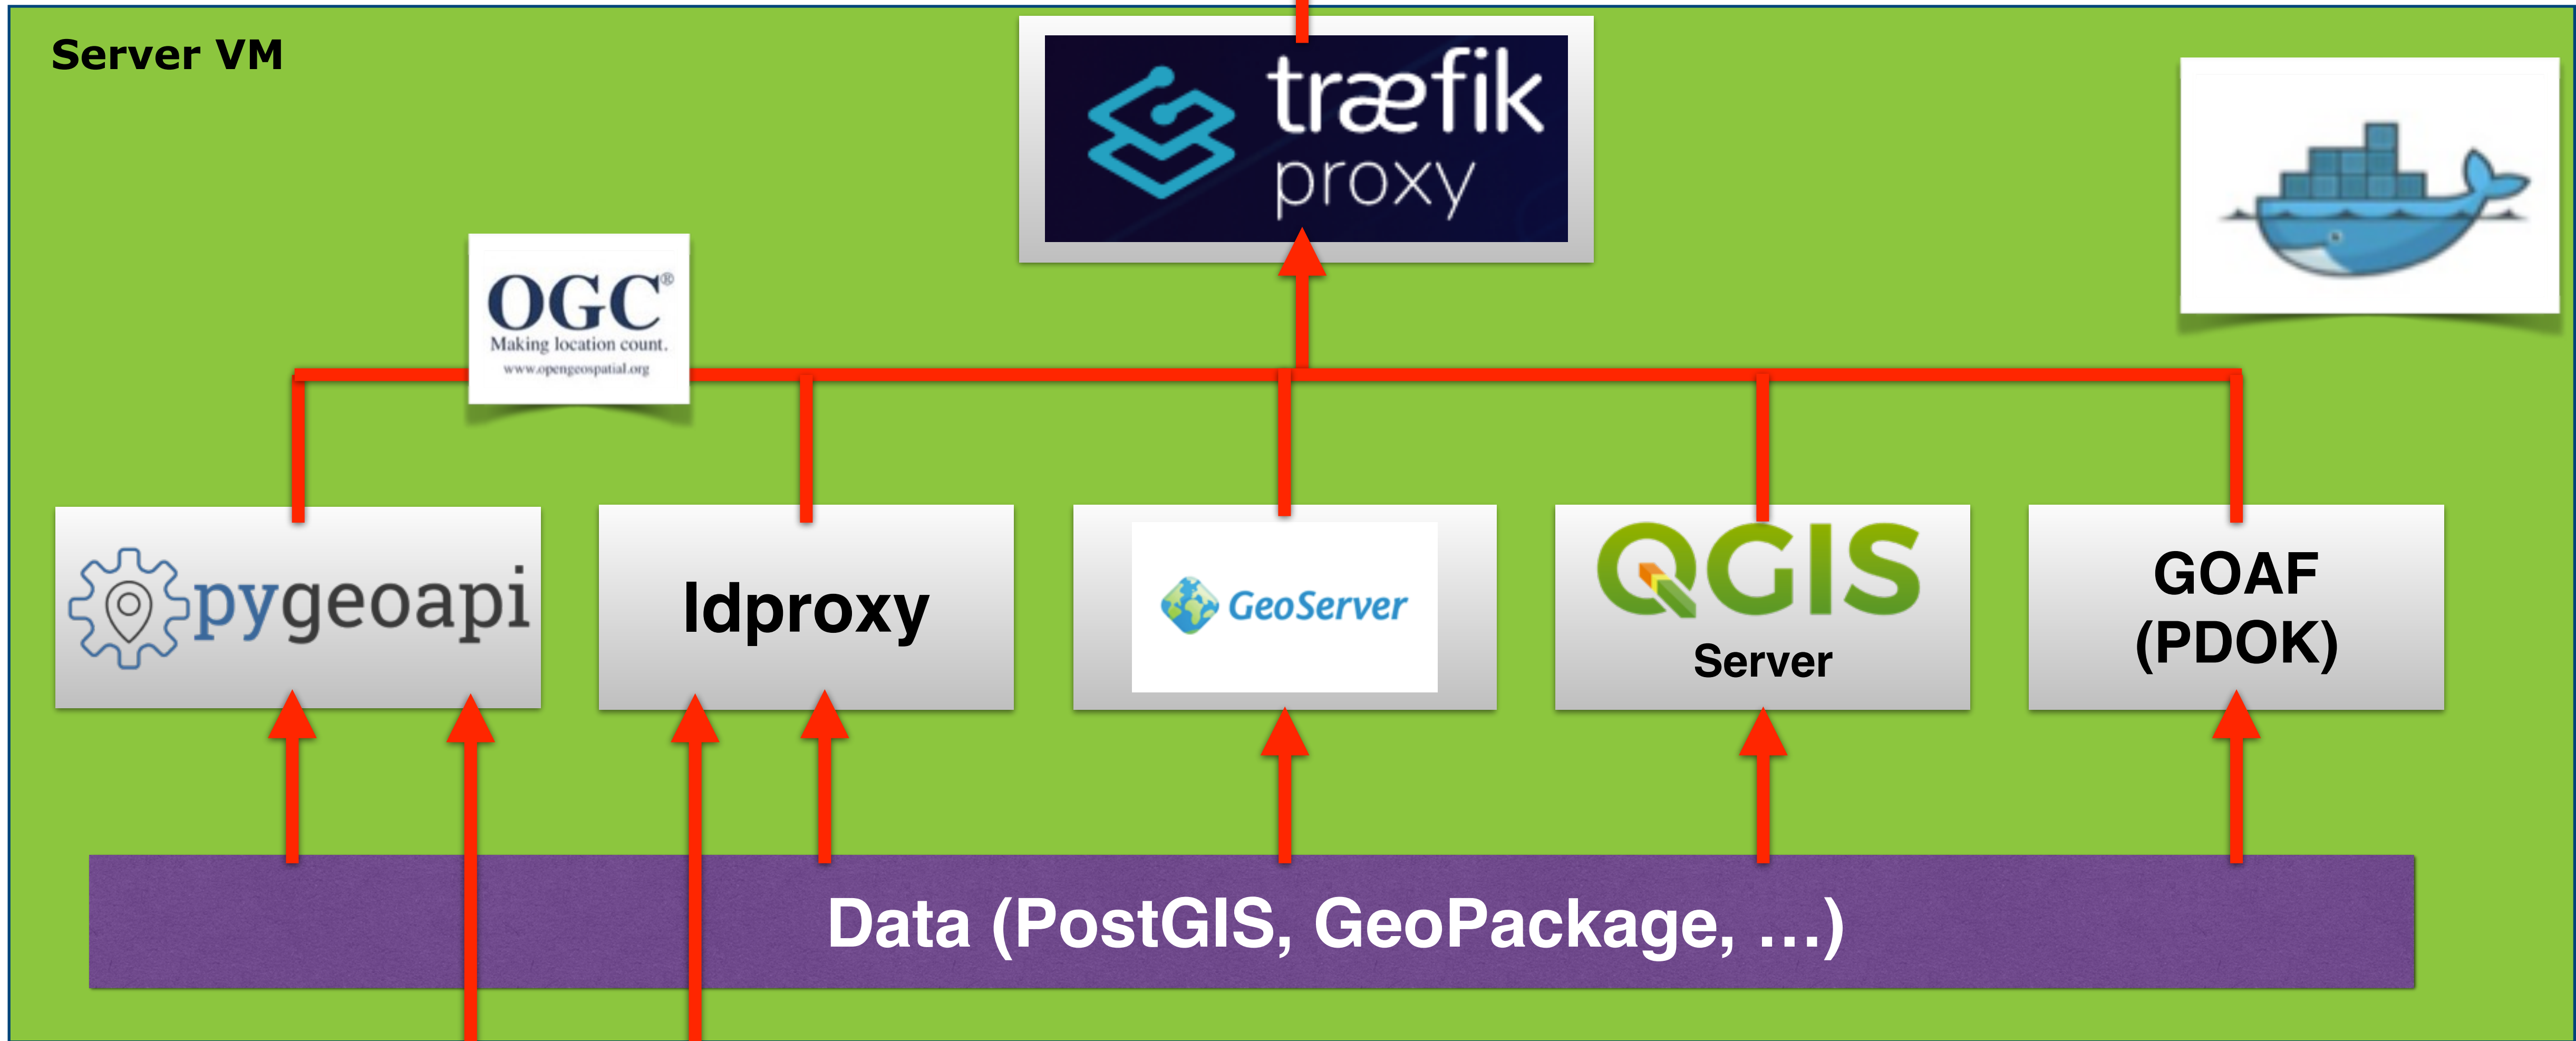 Server VM
træfik
proxy
OGC®
Making location count.
www.opengeospatial.org
pygeoapi
ldproxy
GeoServer
QGIS
Server
GOAF
(PDOK)
Data (PostGIS, GeoPackage, …)